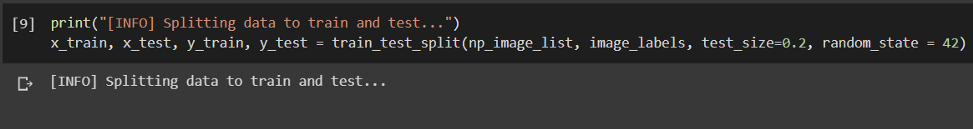 [9] print("[INFO] Splitting data to train and test...")
x_train, x_test, y_train, y_test = train_test_split(np_image_list, image_labels, test_size=0.2, random_state = 42)
[INFO] Splitting data to train and test...